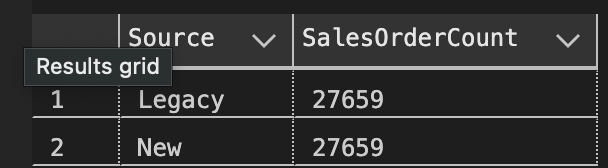 Source SalesOrderCount
Results grid
1 Legacy 27659
2 New 27659